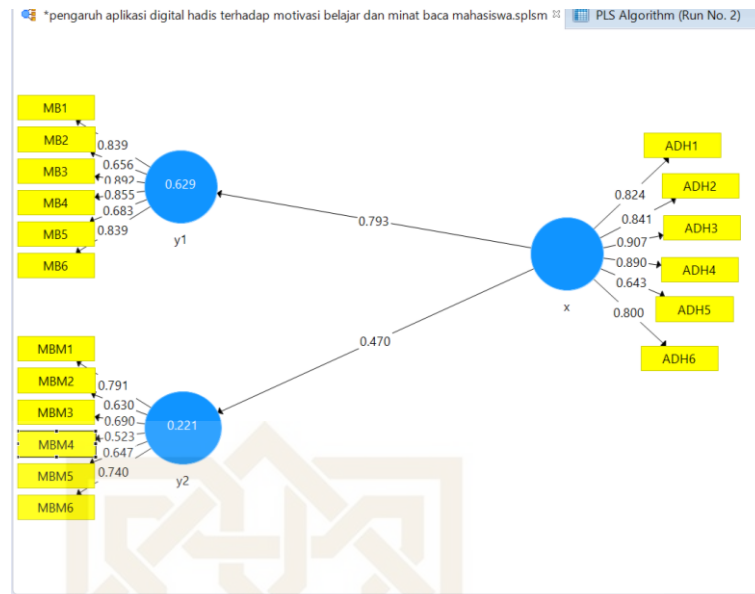 *pengaruh aplikasi digital hadis terhadap motivasi belajar dan minat baca mahasiswa.splsm
PLS Algorithm (Run No. 2)
MB1
MB2
MB3
MB4
MB5
MB6
0.839
0.656
0.892
0.855
0.683
0.839
0.629
y1
0.793
0.470
x
0.824
0.841
0.907
0.890
0.643
0.800
ADH1
ADH2
ADH3
ADH4
ADH5
ADH6
MBM1
MBM2
MBM3
MBM4
MBM5
MBM6
0.791
0.630
0.690
0.523
0.647
0.740
0.221
y2